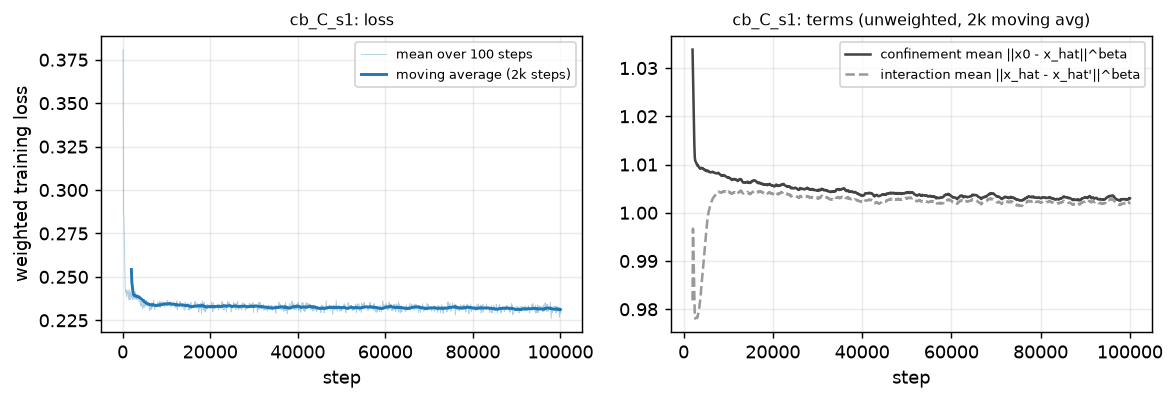 cb_C_s1: loss
mean over 100 steps
moving average (2k steps)
weighted training loss
0.375
0.350
0.325
0.300
0.275
0.250
0.225
0
20000
40000
60000
80000
100000
step
cb_C_s1: terms (unweighted, 2k moving avg)
confinement mean ||x0 - x_hat||^beta
interaction mean ||x_hat - x_hat'||^beta
1.03
1.02
1.01
1.00
0.99
0.98
0
20000
40000
60000
80000
100000
step